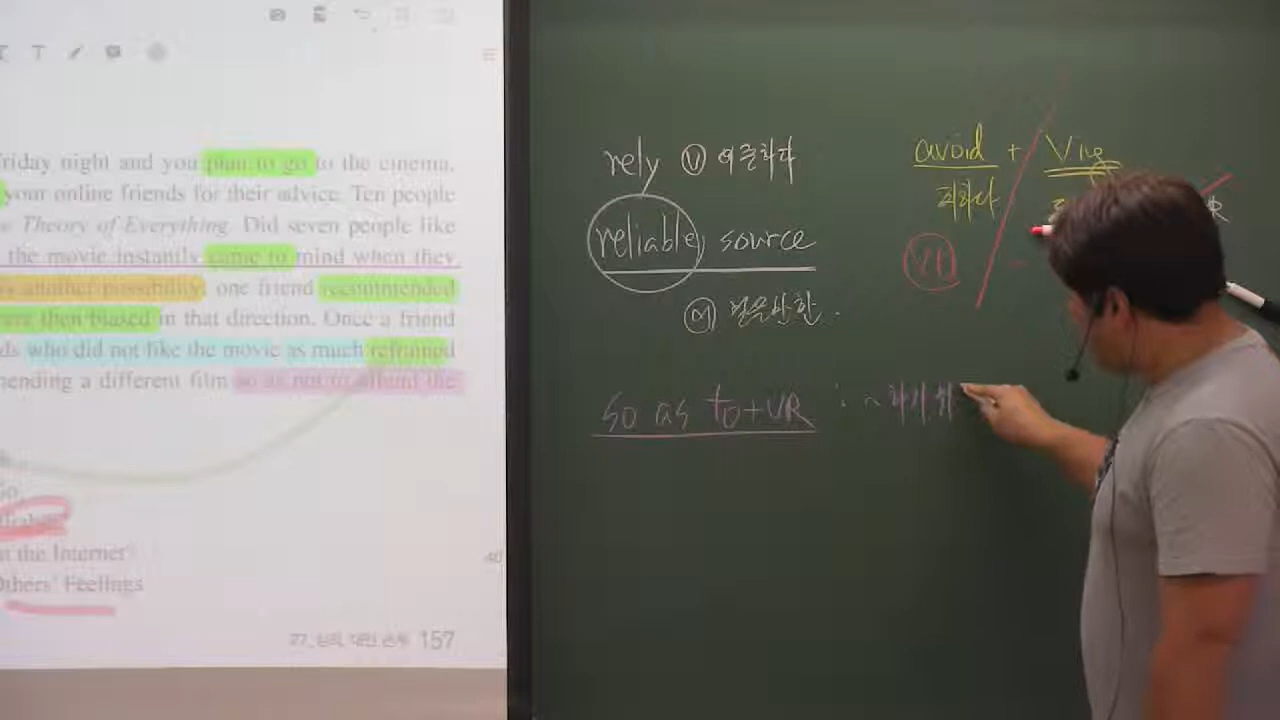 friday night and you plan to go to the cinema.
your online friends for their advice. Ten people
Theory of Everything. Did seven people like
the movie instantly came to mind when they
another possibility: one friend recommended
then biased in that direction. Once a friend
who did not like the movie as much refrained
a different film so as not to offend the
the Internet?
Others' Feelings
157
rely Ⓥ 의존하다
reliable source
믿을만한
avoid + Ving
피하다
so as to+VR : ~하기 위